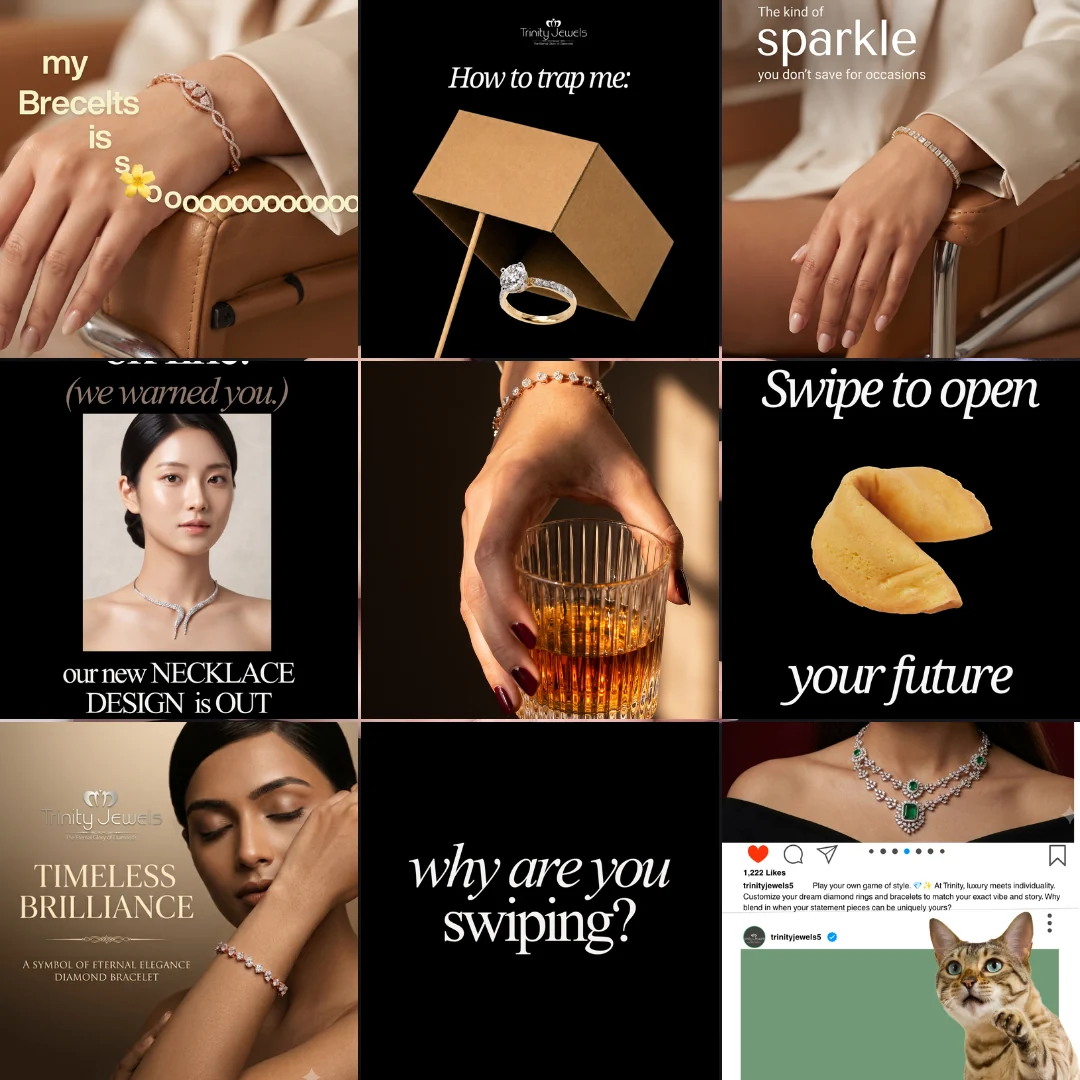 my
Brecelts
is
s
oooooooooooooo
Trinity Jewels
How to trap me:
The kind of
sparkle
you don't save for occasions
(we warned you.)
our new NECKLACE
DESIGN is OUT
Swipe to open
your future
Trinity Jewels
TIMELESS
BRILLIANCE
A SYMBOL OF ETERNAL ELEGANCE
DIAMOND BRACELET
why are you
swiping?
1,222 Likes
trinityjewels5 Play your own game of style. 💎✨ At Trinity, luxury meets individuality.
Customize your dream diamond rings and bracelets to match your exact vibe and story. Why
blend in when your statement pieces can be uniquely yours?
trinityjewels5